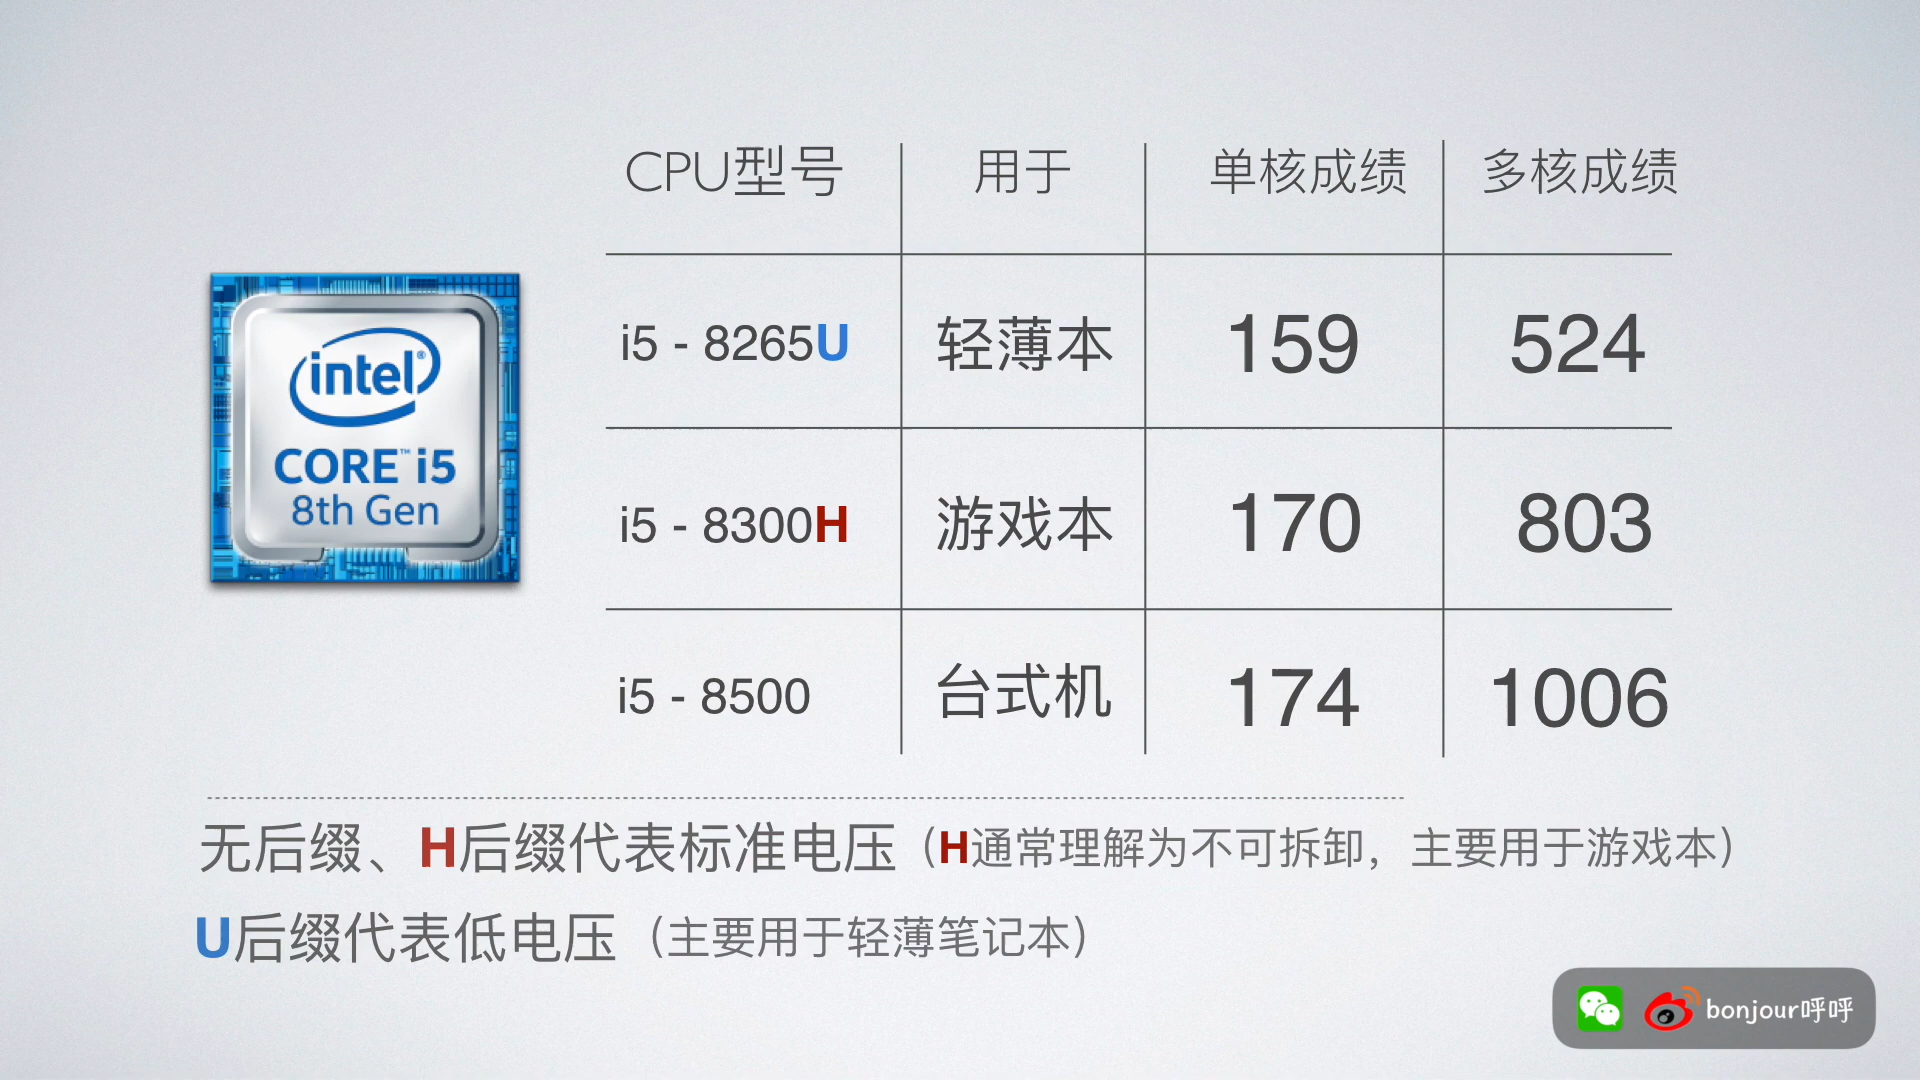 CPU型号 用于 单核成绩 多核成绩
i5 - 8265U 轻薄本 159 524
intel®
CORE™ i5
8th Gen
i5 - 8300H 游戏本 170 803
i5 - 8500 台式机 174 1006
无后缀、H后缀代表标准电压（H通常理解为不可拆卸，主要用于游戏本）
U后缀代表低电压（主要用于轻薄笔记本）
bonjour呼呼